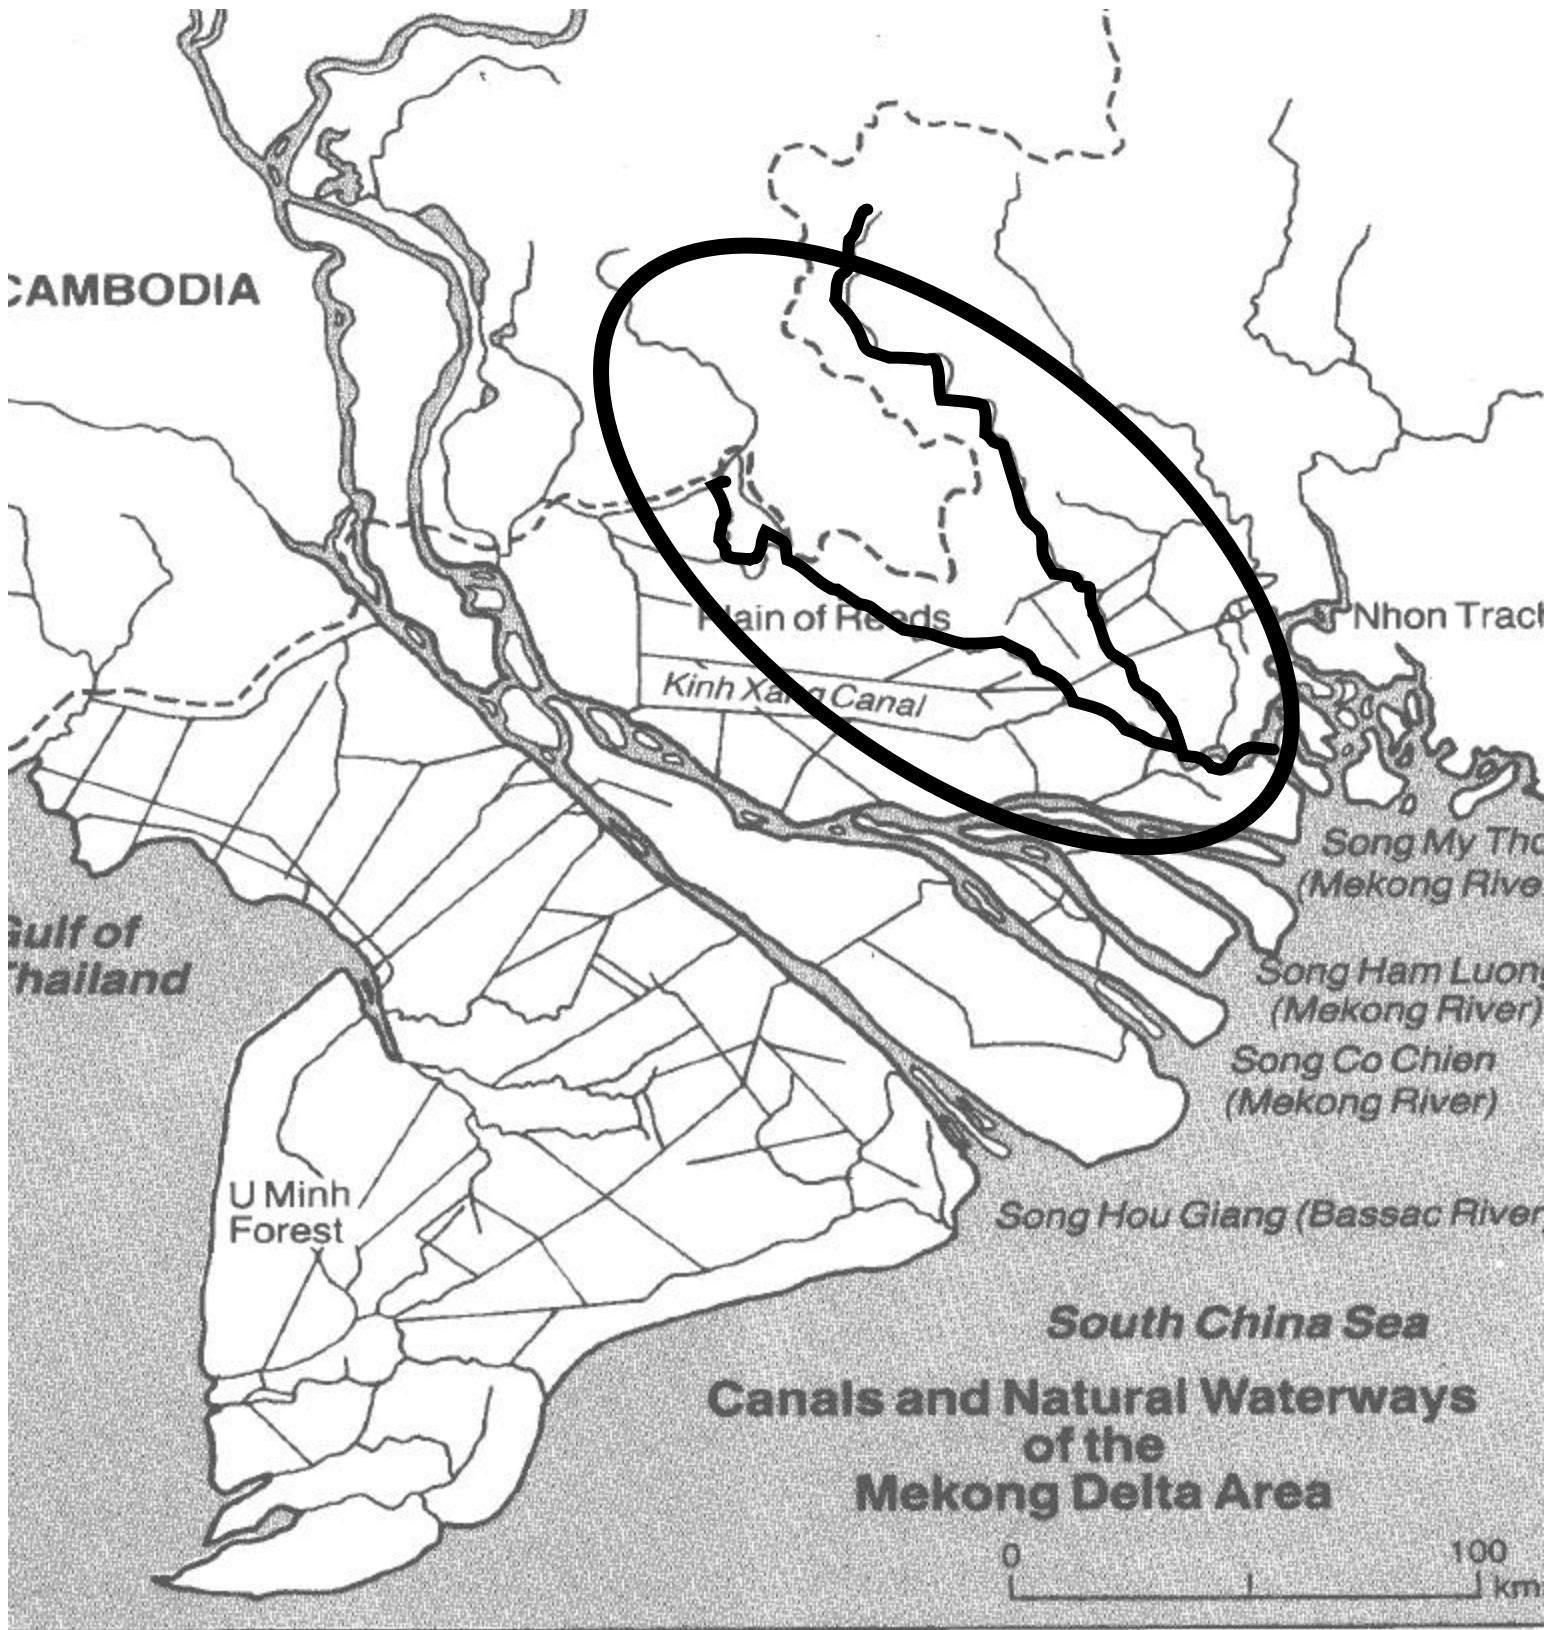 CAMBODIA
Plain of Reeds
Kinh Xang Canal
Nhon Trach
Song My Tho
(Mekong River
Gulf of
Thailand
Song Ham Luong
(Mekong River)
Song Co Chien
(Mekong River)
U Minh
Forest
Song Hou Giang (Bassac River)
South China Sea
Canals and Natural Waterways
of the
Mekong Delta Area
0
100
km